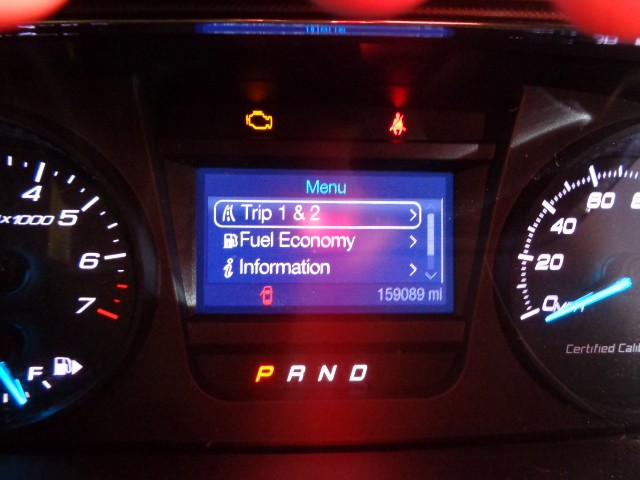 Menu
Trip 1 & 2
Fuel Economy
Information
159089 mi
P R N D
4
5
x1000
6
7
F
60
40
20
0
MPH
Certified Cali